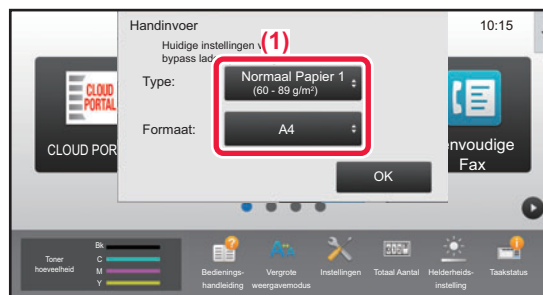 Handinvoer
10:15
Huidige instellingen v
bypass lad
(1)
Type:
Normaal Papier 1
(60 - 89 g/m²)
Formaat:
A4
OK
CLOUD
PORTAL
CLOUD POR
envoudige
Fax
Toner
hoeveelheid
Bk
C
M
Y
Bedienings-
handleiding
Vergrote
weergavemodus
Instellingen
Totaal Aantal
Helderheids-
instelling
Taakstatus